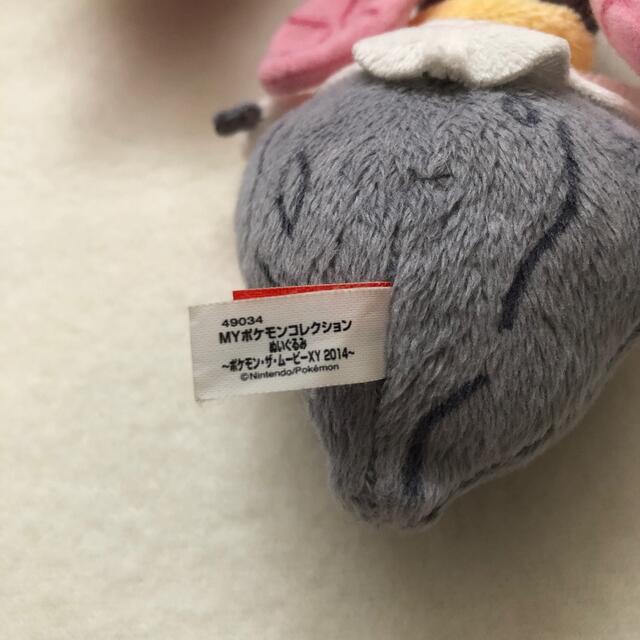 49034
MYポケモンコレクション
ぬいぐるみ
～ポケモン・ザ・ムービーXY 2014～
©Nintendo/Pokémon